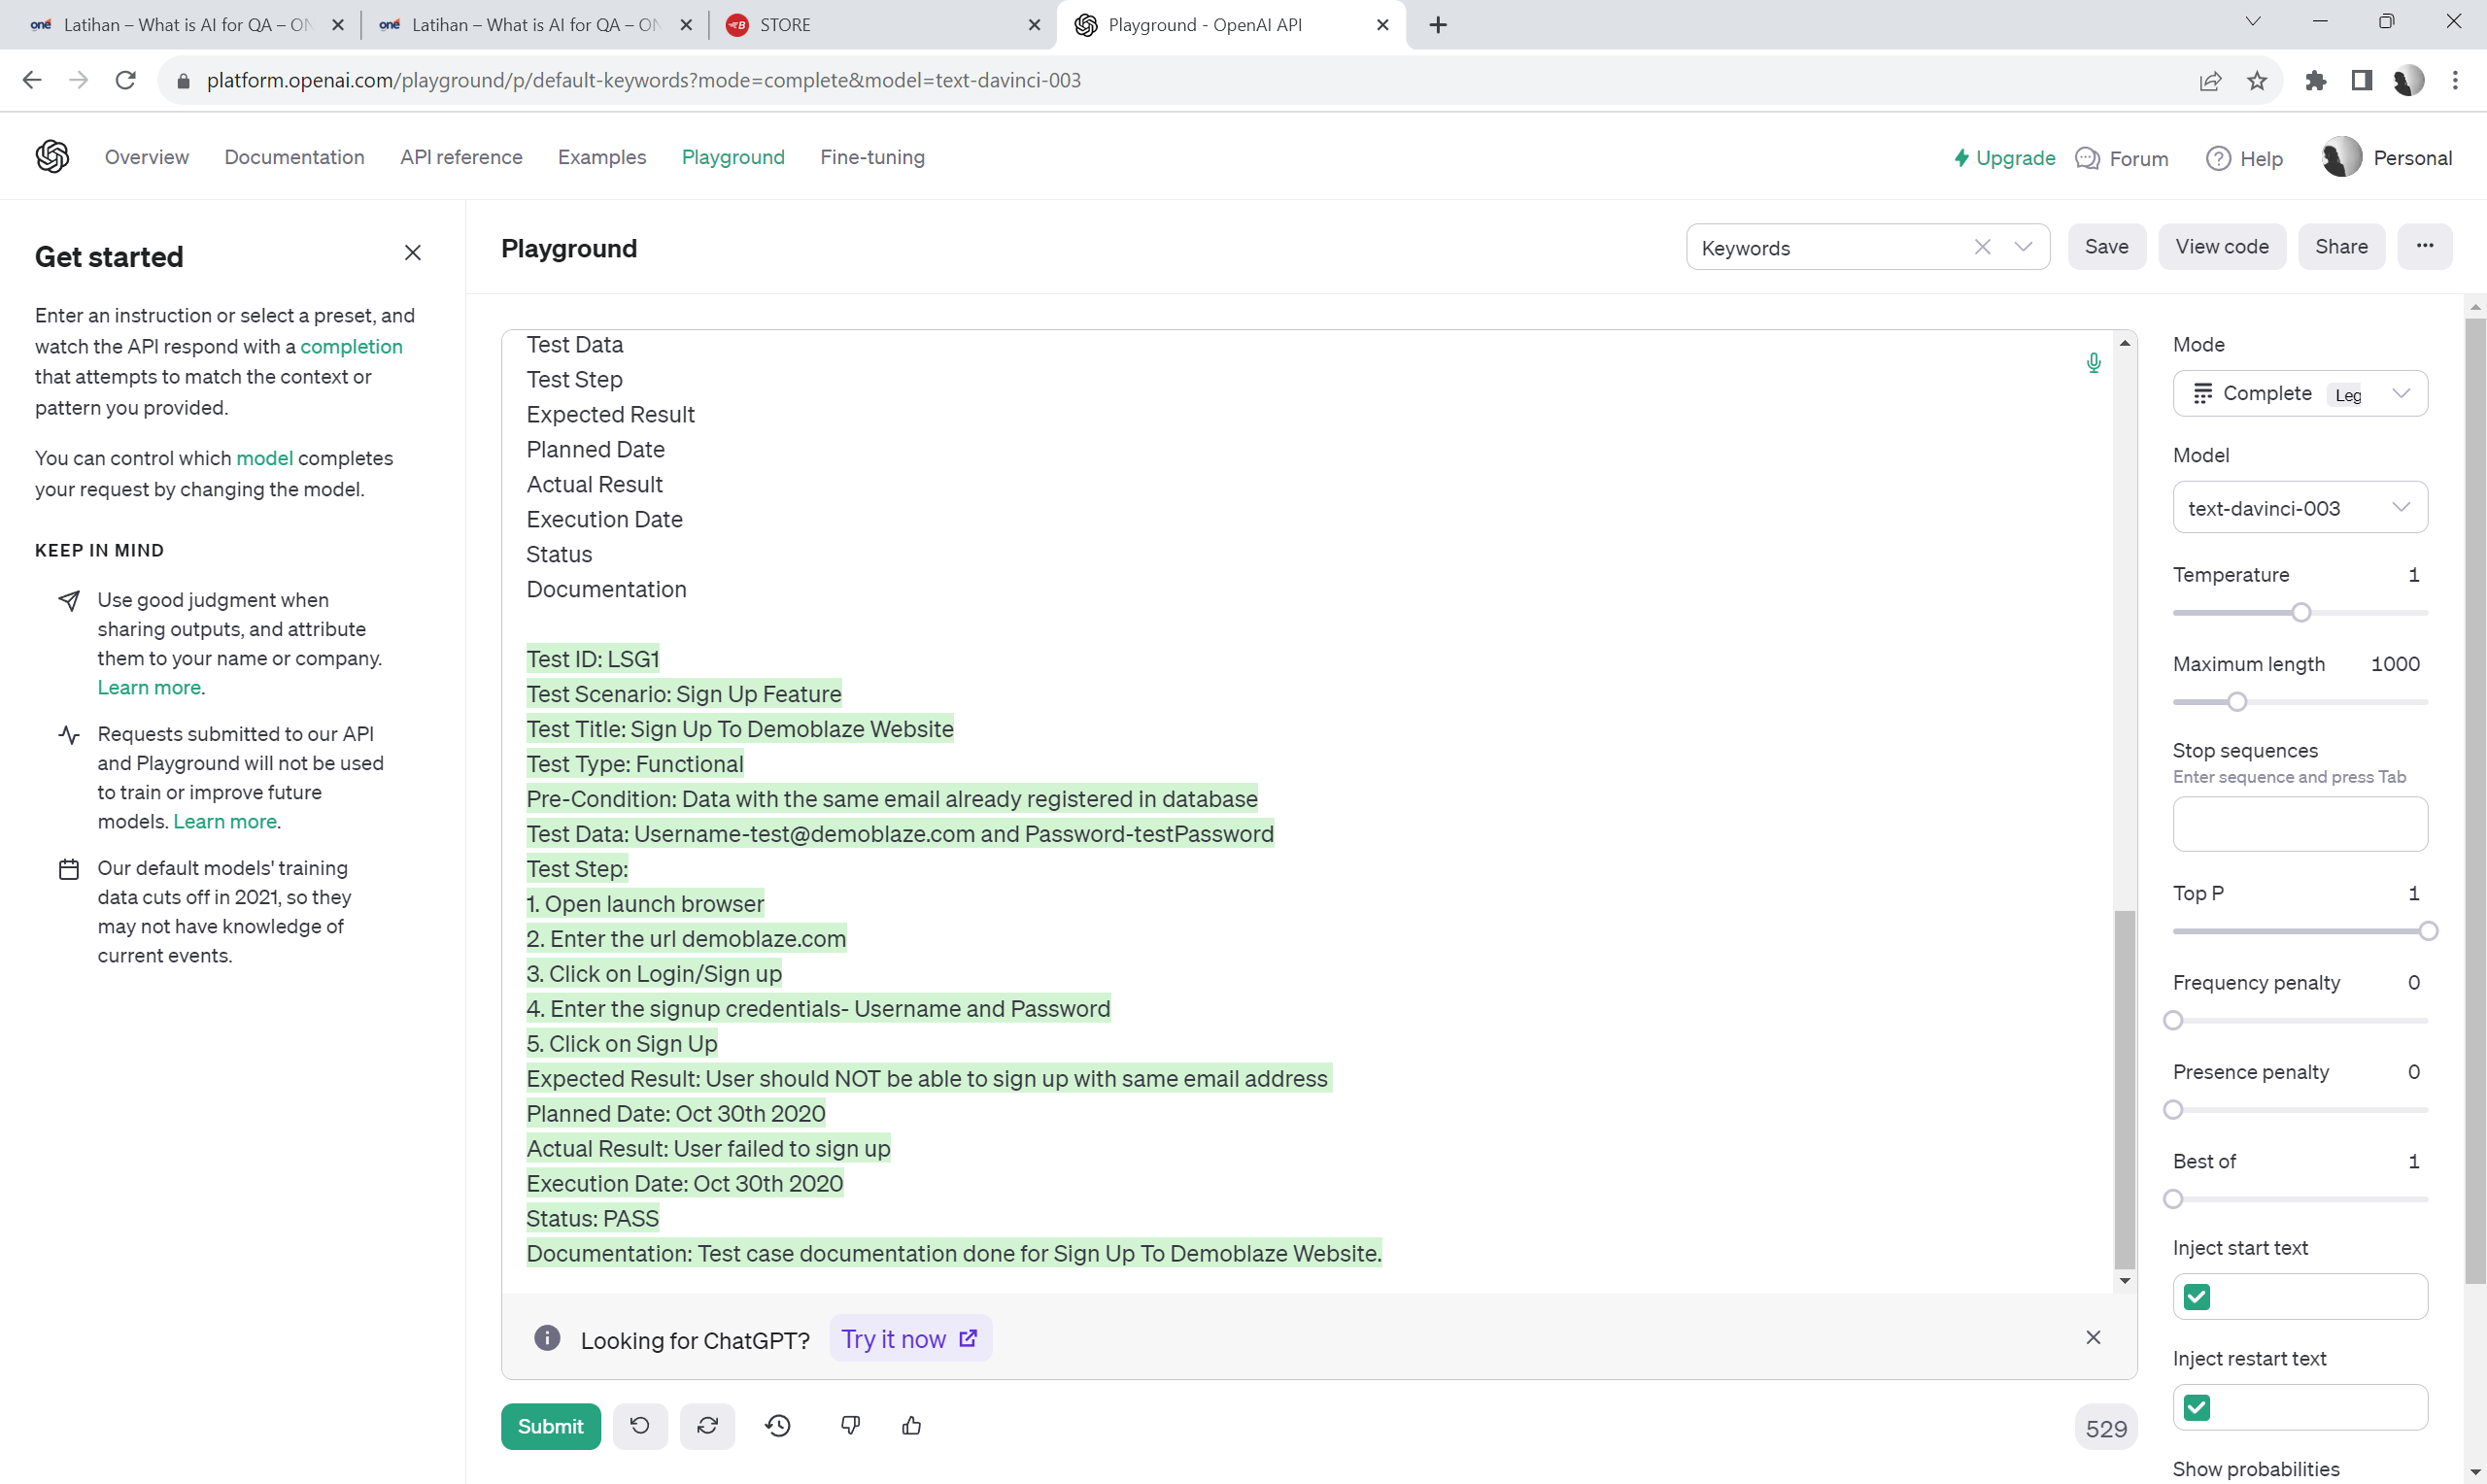 one Latihan – What is AI for QA – ON
one Latihan – What is AI for QA – ON
STORE
Playground - OpenAI API
platform.openai.com/playground/p/default-keywords?mode=complete&model=text-davinci-003
Overview Documentation API reference Examples Playground Fine-tuning
Upgrade Forum Help Personal
Get started
Enter an instruction or select a preset, and
watch the API respond with a completion
that attempts to match the context or
pattern you provided.
You can control which model completes
your request by changing the model.
KEEP IN MIND
Use good judgment when
sharing outputs, and attribute
them to your name or company.
Learn more.
Requests submitted to our API
and Playground will not be used
to train or improve future
models. Learn more.
Our default models' training
data cuts off in 2021, so they
may not have knowledge of
current events.
Playground
Keywords
Save View code Share ...
Test Data
Test Step
Expected Result
Planned Date
Actual Result
Execution Date
Status
Documentation
Test ID: LSG1
Test Scenario: Sign Up Feature
Test Title: Sign Up To Demoblaze Website
Test Type: Functional
Pre-Condition: Data with the same email already registered in database
Test Data: Username-test@demoblaze.com and Password-testPassword
Test Step:
1. Open launch browser
2. Enter the url demoblaze.com
3. Click on Login/Sign up
4. Enter the signup credentials- Username and Password
5. Click on Sign Up
Expected Result: User should NOT be able to sign up with same email address
Planned Date: Oct 30th 2020
Actual Result: User failed to sign up
Execution Date: Oct 30th 2020
Status: PASS
Documentation: Test case documentation done for Sign Up To Demoblaze Website.
Looking for ChatGPT? Try it now
Submit
529
Mode
Complete Leg
Model
text-davinci-003
Temperature 1
Maximum length 1000
Stop sequences
Enter sequence and press Tab
Top P 1
Frequency penalty 0
Presence penalty 0
Best of 1
Inject start text
Inject restart text
Show probabilities